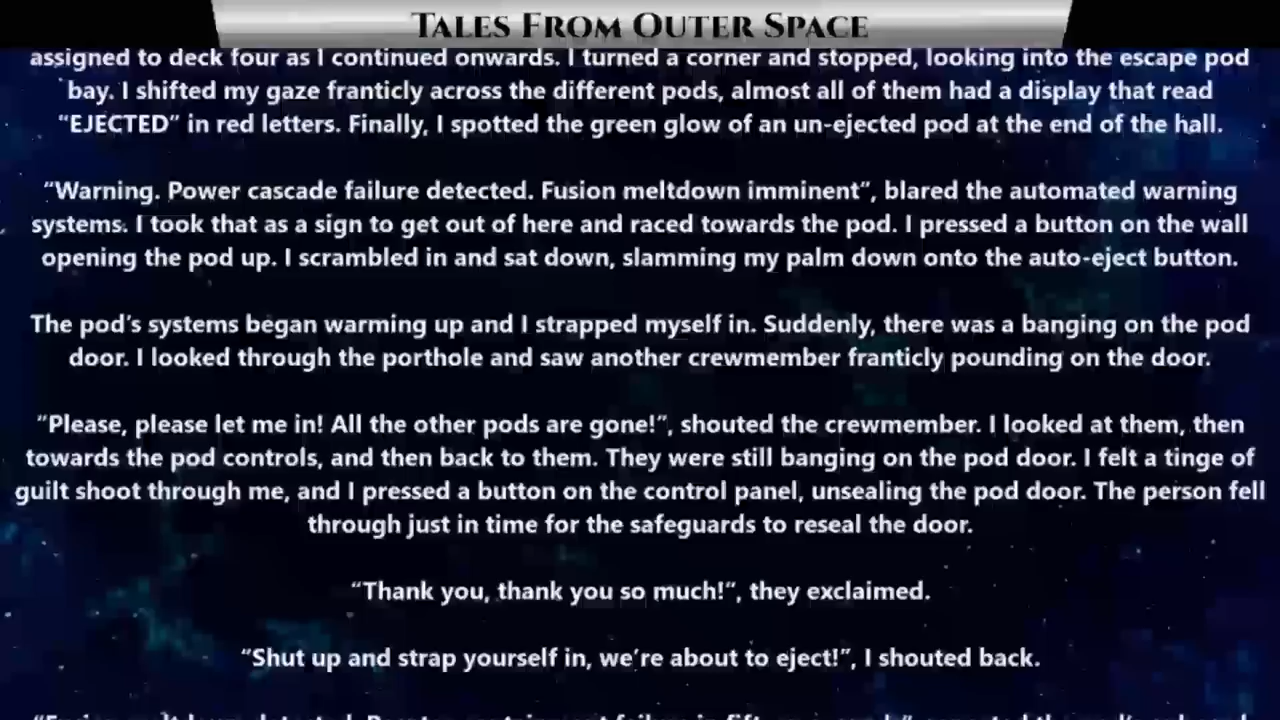 Tales From Outer Space
assigned to deck four as I continued onwards. I turned a corner and stopped, looking into the escape pod
bay. I shifted my gaze franticly across the different pods, almost all of them had a display that read
“EJECTED” in red letters. Finally, I spotted the green glow of an un-ejected pod at the end of the hall.
“Warning. Power cascade failure detected. Fusion meltdown imminent”, blared the automated warning
systems. I took that as a sign to get out of here and raced towards the pod. I pressed a button on the wall
opening the pod up. I scrambled in and sat down, slamming my palm down onto the auto-eject button.
The pod’s systems began warming up and I strapped myself in. Suddenly, there was a banging on the pod
door. I looked through the porthole and saw another crewmember franticly pounding on the door.
“Please, please let me in! All the other pods are gone!”, shouted the crewmember. I looked at them, then
towards the pod controls, and then back to them. They were still banging on the pod door. I felt a tinge of
guilt shoot through me, and I pressed a button on the control panel, unsealing the pod door. The person fell
through just in time for the safeguards to reseal the door.
“Thank you, thank you so much!”, they exclaimed.
“Shut up and strap yourself in, we’re about to eject!”, I shouted back.